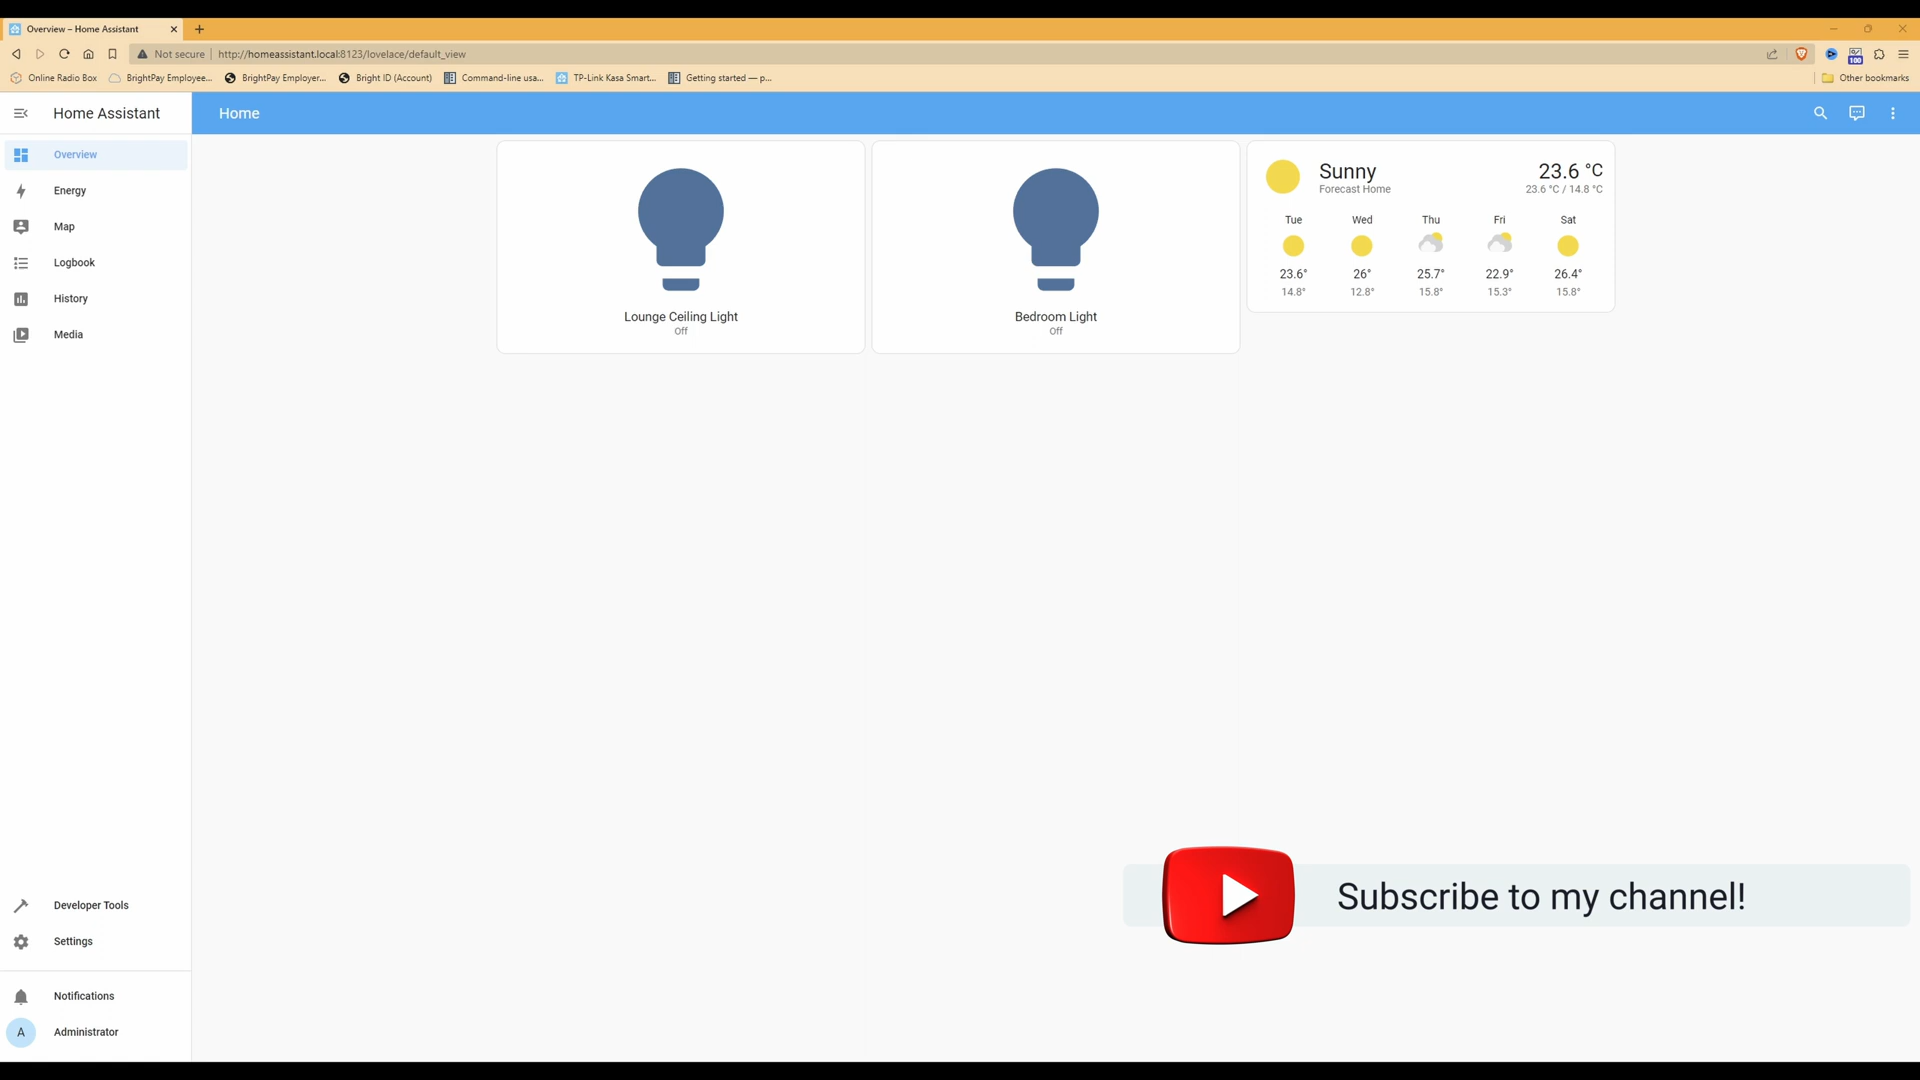 Overview – Home Assistant
Not secure
http://homeassistant.local:8123/lovelace/default_view
100
Online Radio Box
BrightPay Employee...
BrightPay Employer...
Bright ID (Account)
Command-line usa...
TP-Link Kasa Smart...
Getting started — p...
Other bookmarks
Home Assistant
Home
Overview
Energy
Map
Logbook
History
Media
Lounge Ceiling Light
Off
Bedroom Light
Off
Sunny
23.6 °C
Forecast Home
23.6 °C / 14.8 °C
Tue Wed Thu Fri Sat
23.6° 26° 25.7° 22.9° 26.4°
14.8° 12.8° 15.8° 15.3° 15.8°
Subscribe to my channel!
Developer Tools
Settings
Notifications
A
Administrator